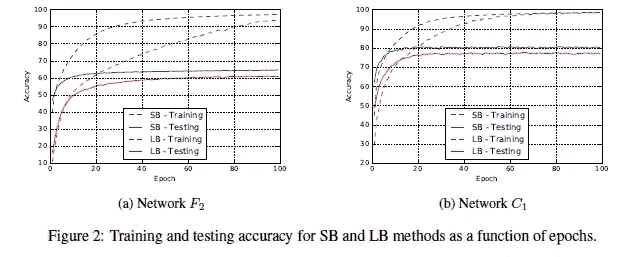 100
90
80
70
60
50
40
30
20
10
Accuracy
SB - Training
SB - Testing
LB - Training
LB - Testing
0 20 40 60 80 100
Epoch
(a) Network F2
100
90
80
70
60
50
40
30
20
Accuracy
SB - Training
SB - Testing
LB - Training
LB - Testing
0 20 40 60 80 100
Epoch
(b) Network C1
Figure 2: Training and testing accuracy for SB and LB methods as a function of epochs.